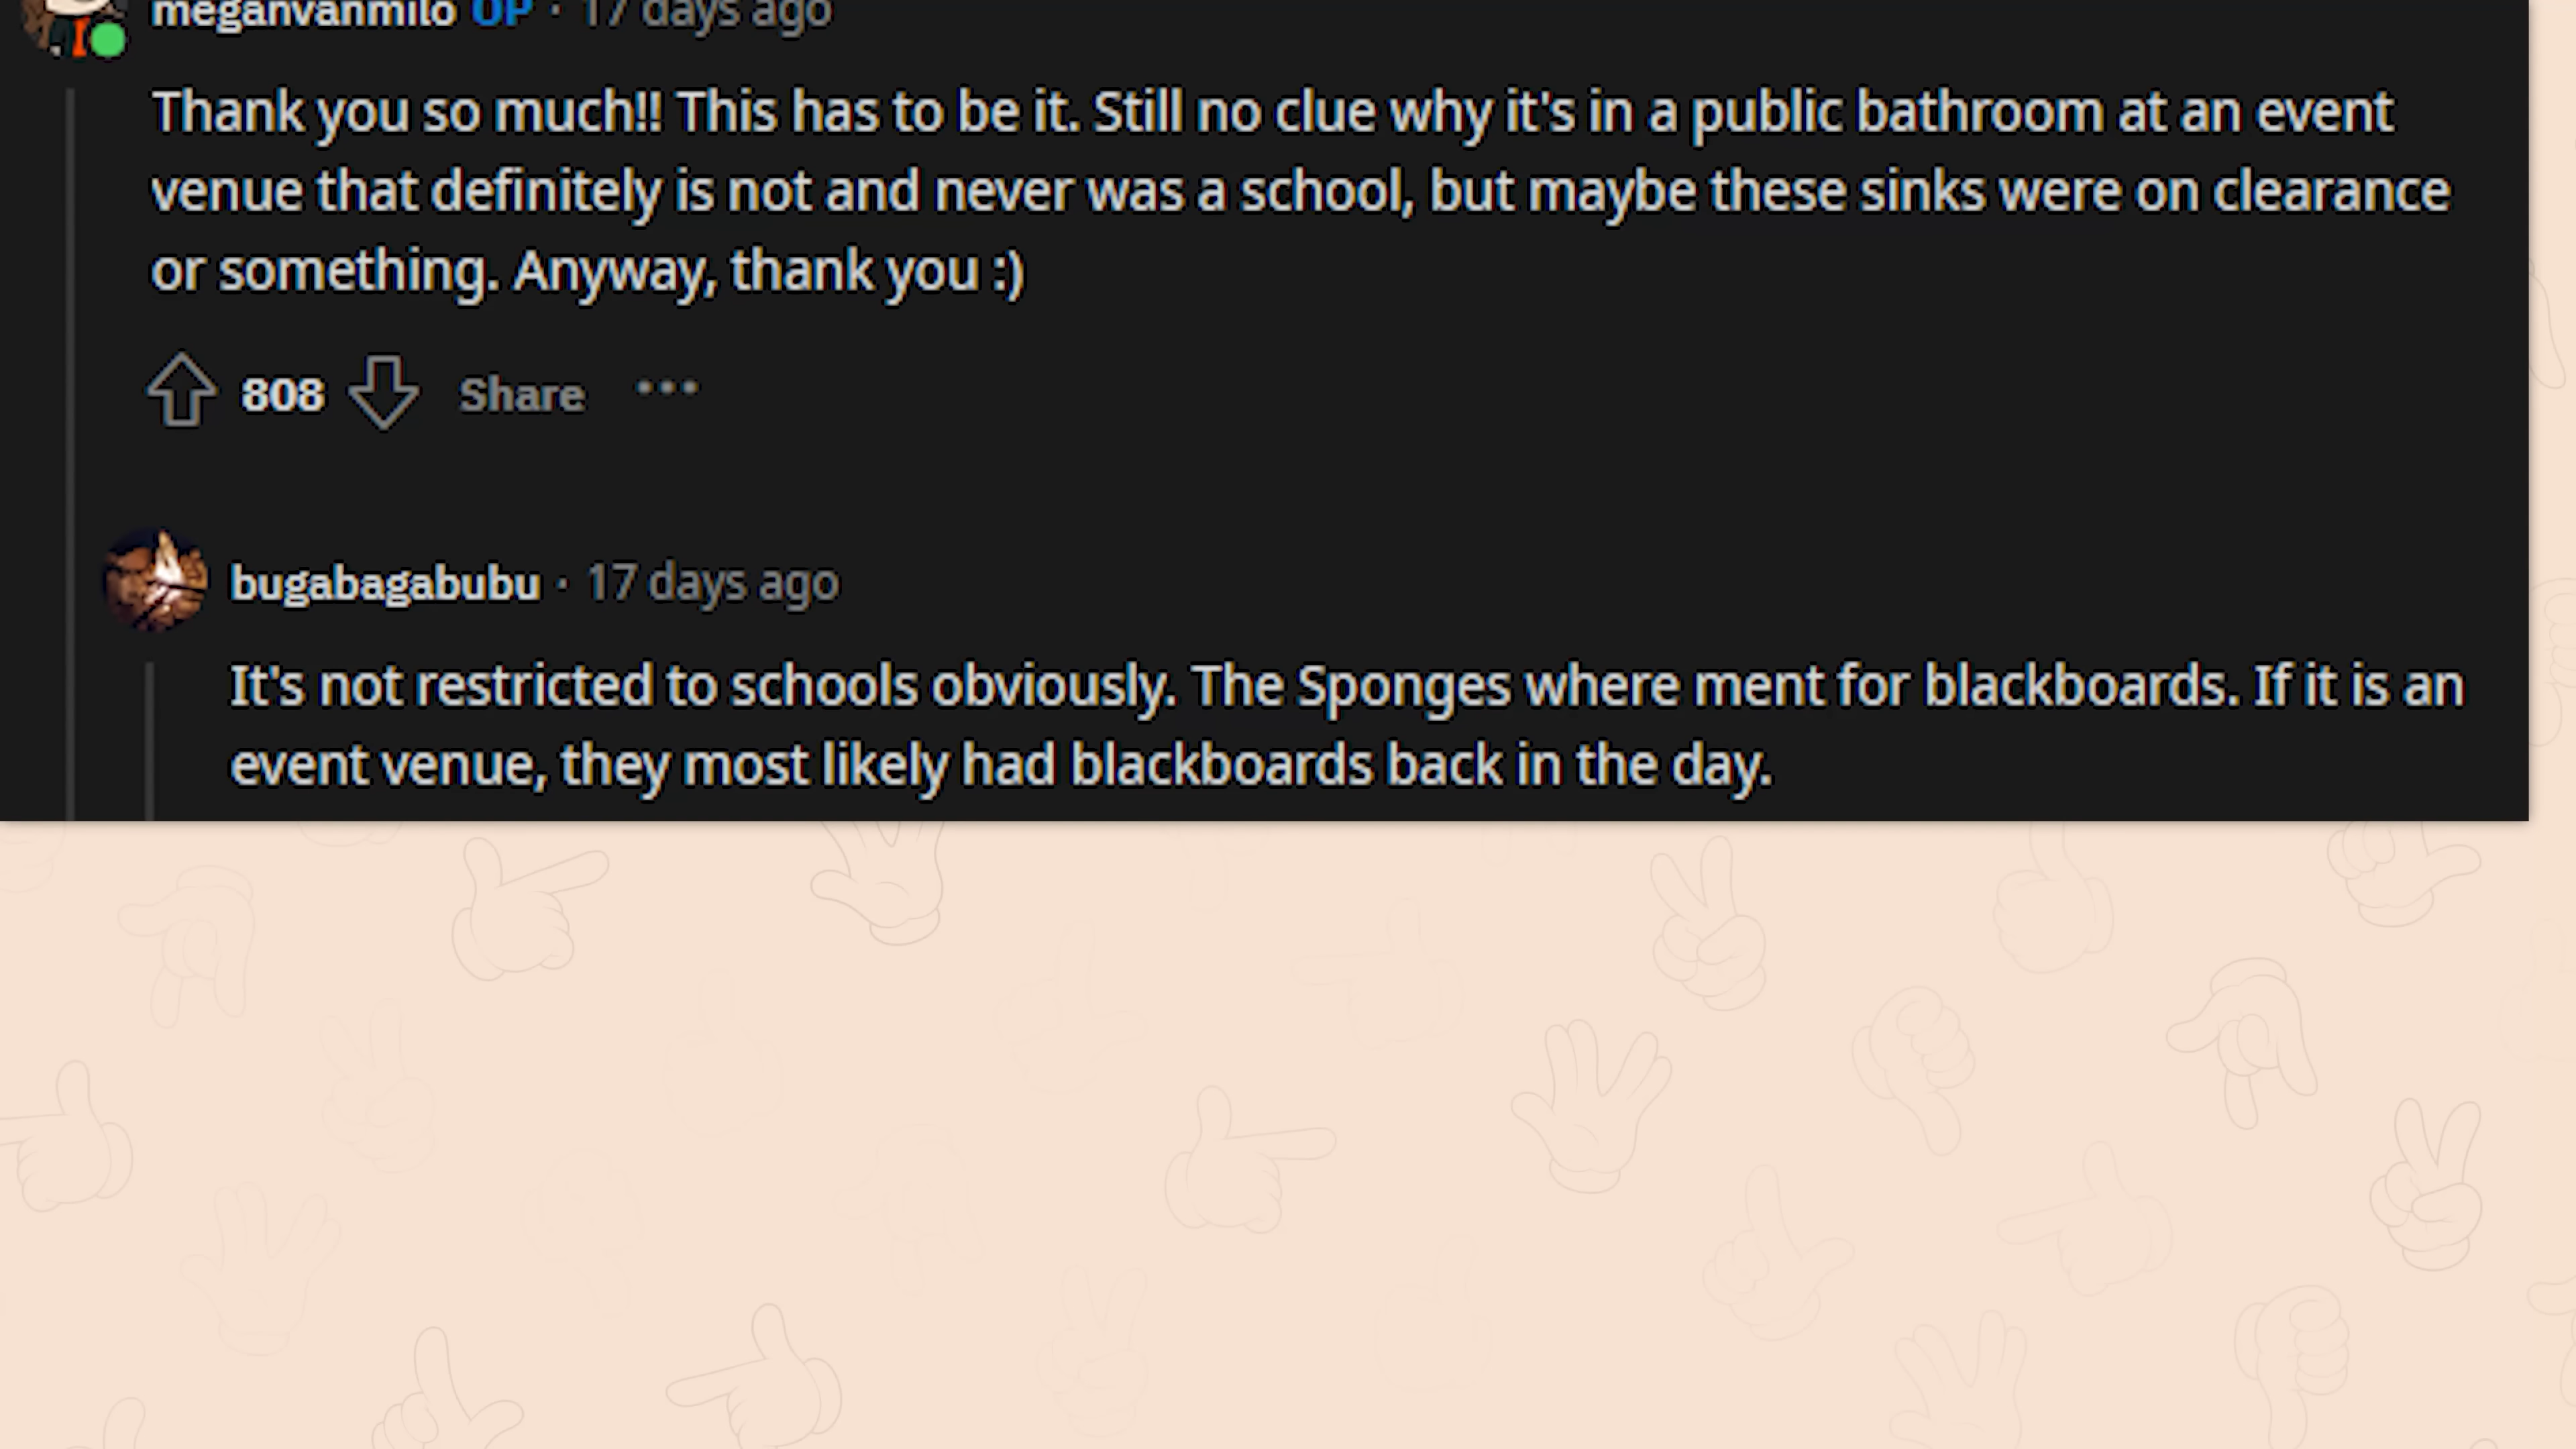 meganvanmilo OP · 17 days ago
Thank you so much!! This has to be it. Still no clue why it's in a public bathroom at an event
venue that definitely is not and never was a school, but maybe these sinks were on clearance
or something. Anyway, thank you :)
808 Share ···
bugabagabubu · 17 days ago
It's not restricted to schools obviously. The Sponges where ment for blackboards. If it is an
event venue, they most likely had blackboards back in the day.